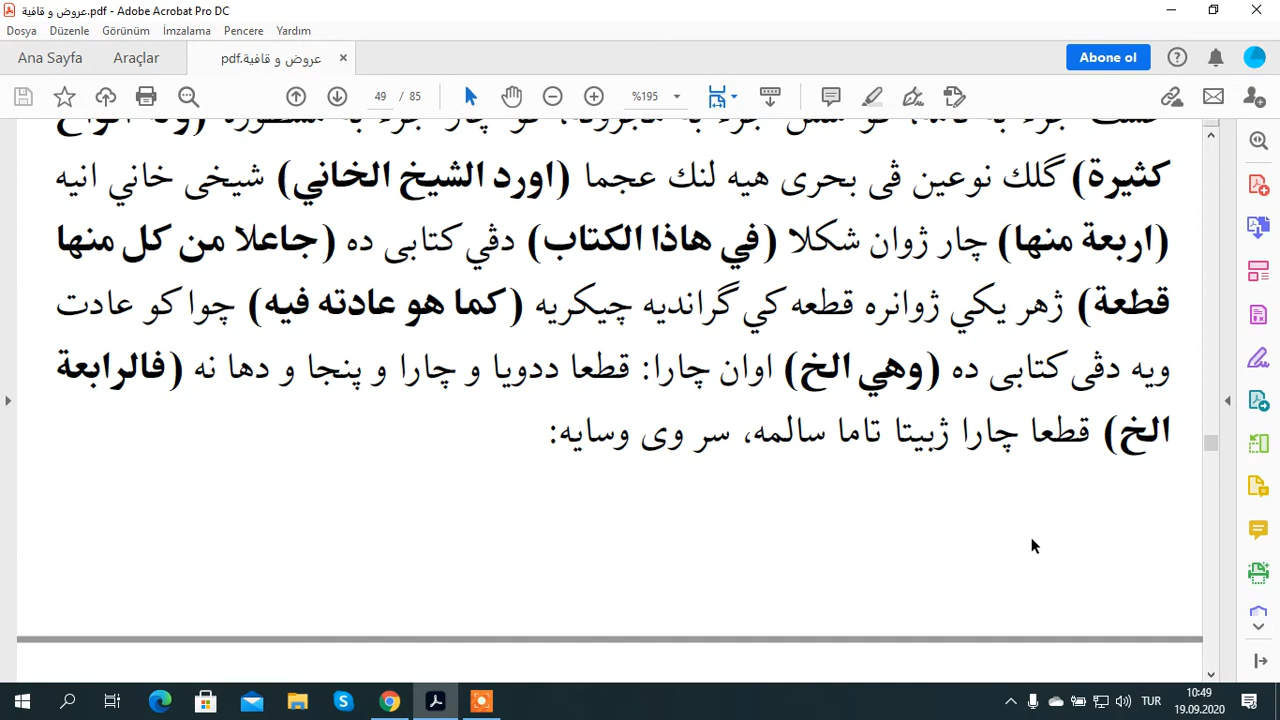 عروض و قافية.pdf - Adobe Acrobat Pro DC
Dosya Düzenle Görünüm İmzalama Pencere Yardım
Ana Sayfa Araçlar عروض و قافية.pdf × Abone ol
49 / 85 %195
كثيرة) گلك نوعين ڤى بحرى هيه لنك عجما (اورد الشيخ الخاني) شيخى خاني انيه
(اربعة منها) چار ژوان شكلا (في هاذا الكتاب) دڤي كتابى ده (جاعلا من كل منها
قطعة) ژهر يكي ژوانره قطعه كي گرانديه چيكريه (كما هو عادته فيه) چوا كو عادت
ويه دڤى كتابى ده (وهي الخ) اوان چارا: قطعا ددويا و چارا و پنجا و دها نه (فالرابعة
الخ) قطعا چارا ژبيتا تاما سالمه، سر وى وسايه:
TUR 10:49
19.09.2020